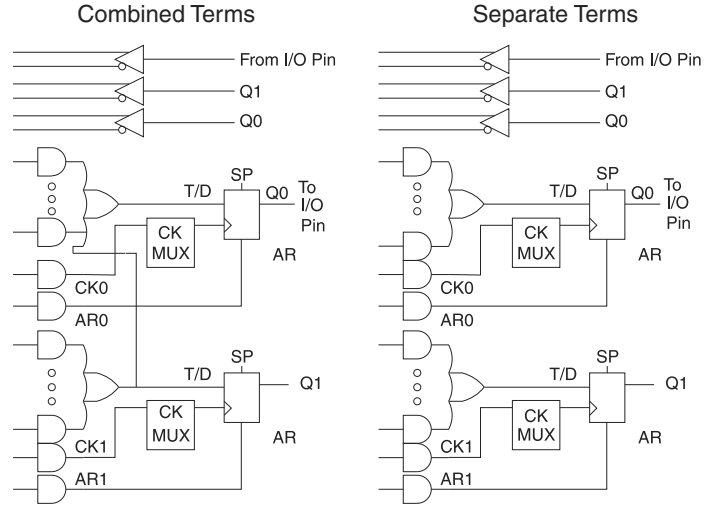 Combined Terms
From I/O Pin
Q1
Q0
SP
T/D
Q0
To
I/O
Pin
CK
MUX
AR
CK0
AR0
SP
T/D
Q1
CK
MUX
AR
CK1
AR1
Separate Terms
From I/O Pin
Q1
Q0
SP
T/D
Q0
To
I/O
Pin
CK
MUX
AR
CK0
AR0
SP
T/D
Q1
CK
MUX
AR
CK1
AR1